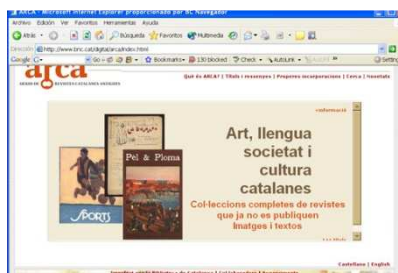 ARCA - Microsoft Internet Explorer proporcionado por BC Navegador
Archivo Edición Ver Favoritos Herramientas Ayuda
Atrás Búsqueda Favoritos Multimedia
http://www.bnc.cat/digital/arca/index.html
Google Bookmarks 130 blocked Check AutoLink
arca
Què és ARCA? | Títols i ressenyes | Properes incorporacions | Cerca | Novetats
Pel & Ploma
SPORTS
Art, llengua
societat i
cultura
catalanes
Col·leccions completes de revistes
que ja no es publiquen
Imatges i textos
Castellano | English